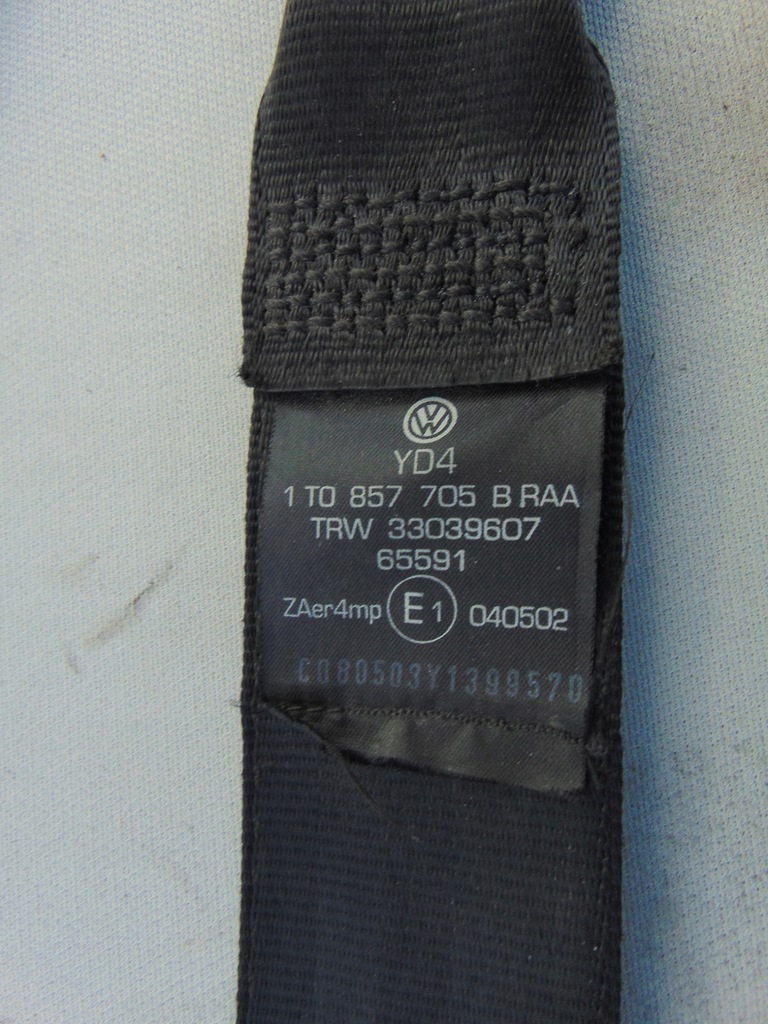 YD4
1T0 857 705 B RAA
TRW 33039607
65591
ZAer4mp E1 040502
C080503Y1399570